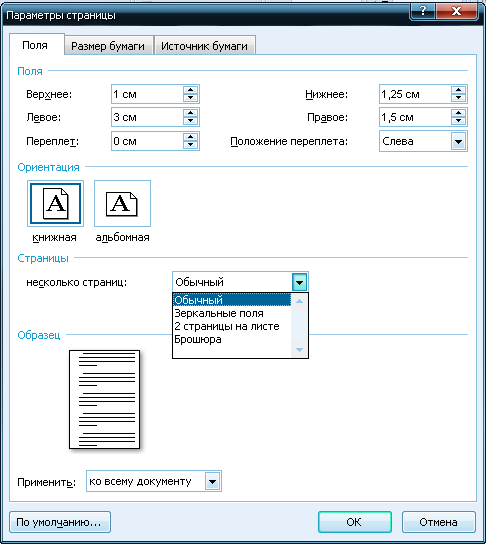 Параметры страницы
Поля Размер бумаги Источник бумаги
Поля
Верхнее: 1 см Нижнее: 1,25 см
Левое: 3 см Правое: 1,5 см
Переплет: 0 см Положение переплета: Слева
Ориентация
A A
книжная альбомная
Страницы
несколько страниц: Обычный
Обычный
Зеркальные поля
2 страницы на листе
Брошюра
Образец
Применить: ко всему документу
По умолчанию... ОК Отмена